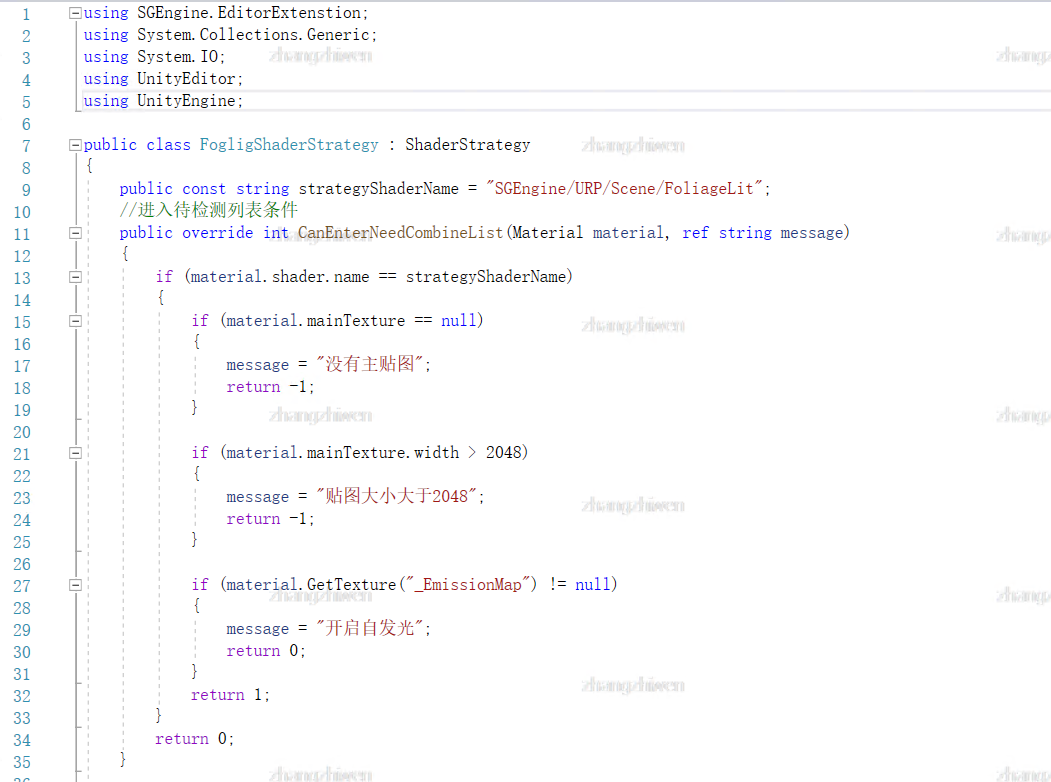 1 using SGEngine.EditorExtenstion;
2 using System.Collections.Generic;
3 using System.IO;
4 using UnityEditor;
5 using UnityEngine;
6
7 public class FogligShaderStrategy : ShaderStrategy
8 {
9 public const string strategyShaderName = "SGEngine/URP/Scene/FoliageLit";
10 //进入待检测列表条件
11 public override int CanEnterNeedCombineList(Material material, ref string message)
12 {
13 if (material.shader.name == strategyShaderName)
14 {
15 if (material.mainTexture == null)
16 {
17 message = "没有主贴图";
18 return -1;
19 }
20
21 if (material.mainTexture.width > 2048)
22 {
23 message = "贴图大小大于2048";
24 return -1;
25 }
26
27 if (material.GetTexture("_EmissionMap") != null)
28 {
29 message = "开启自发光";
30 return 0;
31 }
32 return 1;
33 }
34 return 0;
35 }